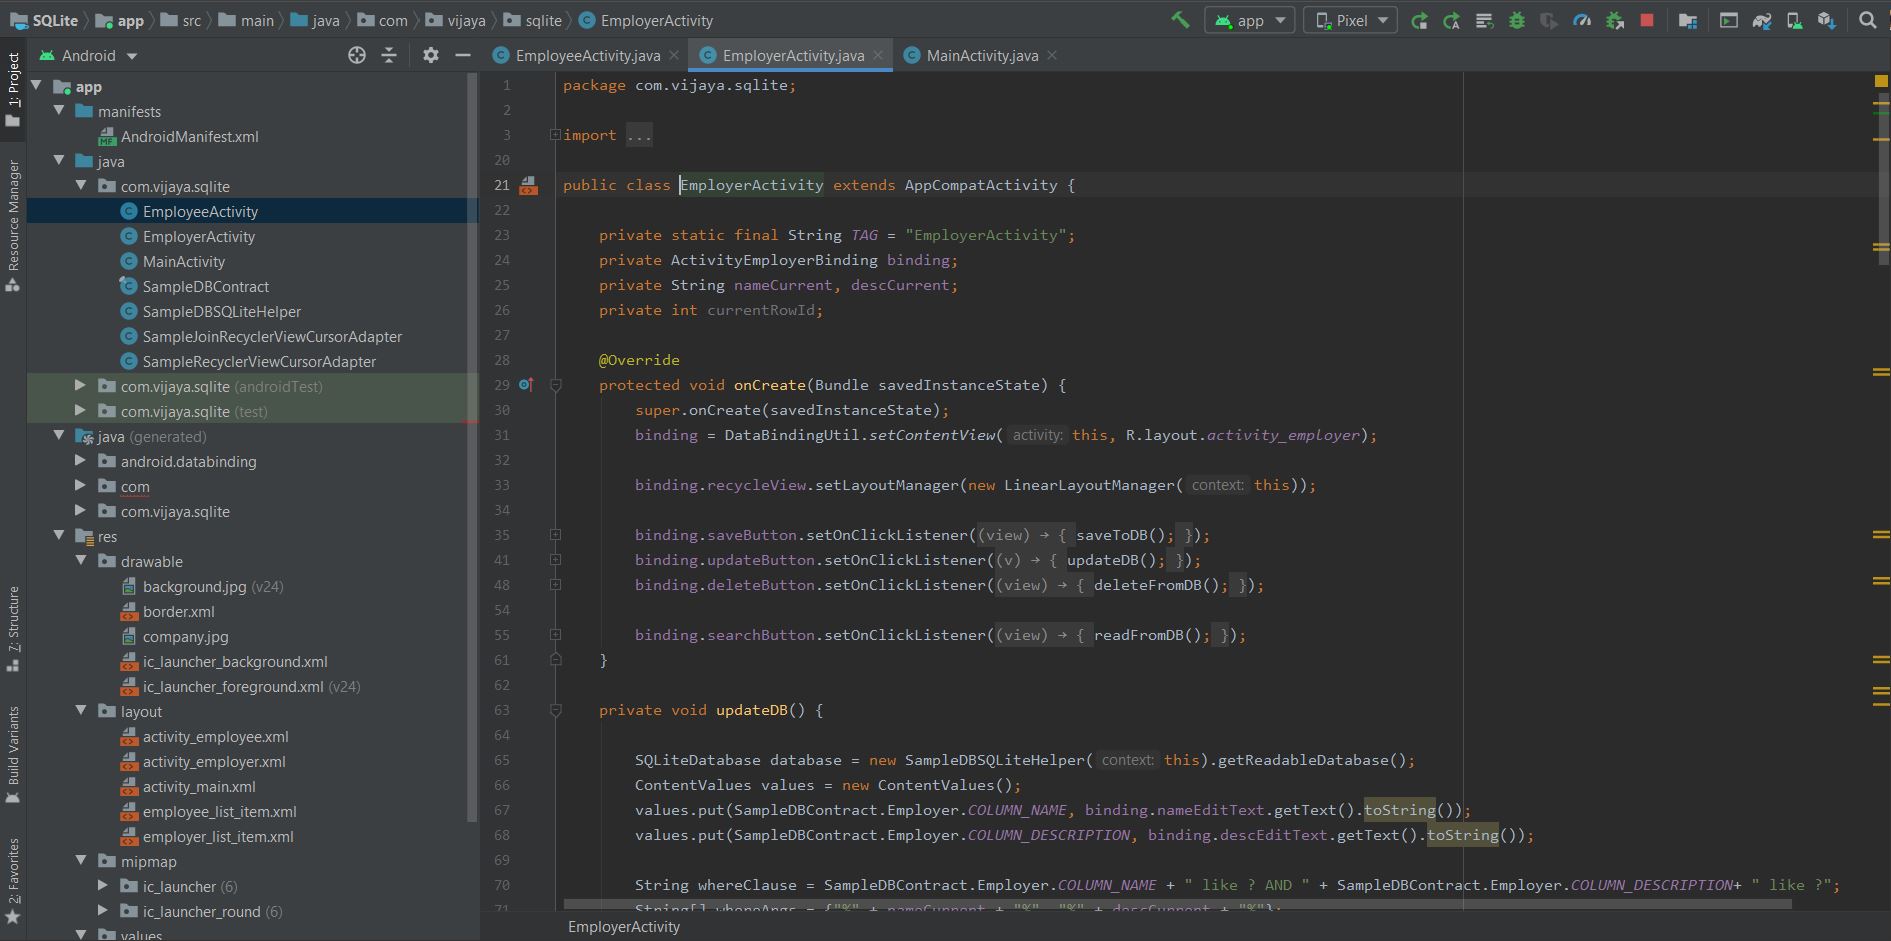 SQLite app src main java com vijaya sqlite EmployerActivity app Pixel
Android EmployeeActivity.java EmployerActivity.java MainActivity.java
1: Project
Resource Manager
7: Structure
Build Variants
2: Favorites
app
manifests
AndroidManifest.xml
java
com.vijaya.sqlite
EmployeeActivity
EmployerActivity
MainActivity
SampleDBContract
SampleDBSQLiteHelper
SampleJoinRecyclerViewCursorAdapter
SampleRecyclerViewCursorAdapter
com.vijaya.sqlite (androidTest)
com.vijaya.sqlite (test)
java (generated)
android.databinding
com
com.vijaya.sqlite
res
drawable
background.jpg (v24)
border.xml
company.jpg
ic_launcher_background.xml
ic_launcher_foreground.xml (v24)
layout
activity_employee.xml
activity_employer.xml
activity_main.xml
employee_list_item.xml
employer_list_item.xml
mipmap
ic_launcher (6)
ic_launcher_round (6)
values
1 package com.vijaya.sqlite;
2
3 import ...
20
21 public class EmployerActivity extends AppCompatActivity {
22
23 private static final String TAG = "EmployerActivity";
24 private ActivityEmployerBinding binding;
25 private String nameCurrent, descCurrent;
26 private int currentRowId;
27
28 @Override
29 protected void onCreate(Bundle savedInstanceState) {
30 super.onCreate(savedInstanceState);
31 binding = DataBindingUtil.setContentView( activity: this, R.layout.activity_employer);
32
33 binding.recycleView.setLayoutManager(new LinearLayoutManager( context: this));
34
35 binding.saveButton.setOnClickListener((view) → { saveToDB(); });
41 binding.updateButton.setOnClickListener((v) → { updateDB(); });
48 binding.deleteButton.setOnClickListener((view) → { deleteFromDB(); });
54
55 binding.searchButton.setOnClickListener((view) → { readFromDB(); });
61 }
62
63 private void updateDB() {
64
65 SQLiteDatabase database = new SampleDBSQLiteHelper( context: this).getReadableDatabase();
66 ContentValues values = new ContentValues();
67 values.put(SampleDBContract.Employer.COLUMN_NAME, binding.nameEditText.getText().toString());
68 values.put(SampleDBContract.Employer.COLUMN_DESCRIPTION, binding.descEditText.getText().toString());
69
70 String whereClause = SampleDBContract.Employer.COLUMN_NAME + " like ? AND " + SampleDBContract.Employer.COLUMN_DESCRIPTION+ " like ?";
71 String[] whereArgs = {"%" + nameCurrent + "%", "%" + descCurrent + "%"};
EmployerActivity